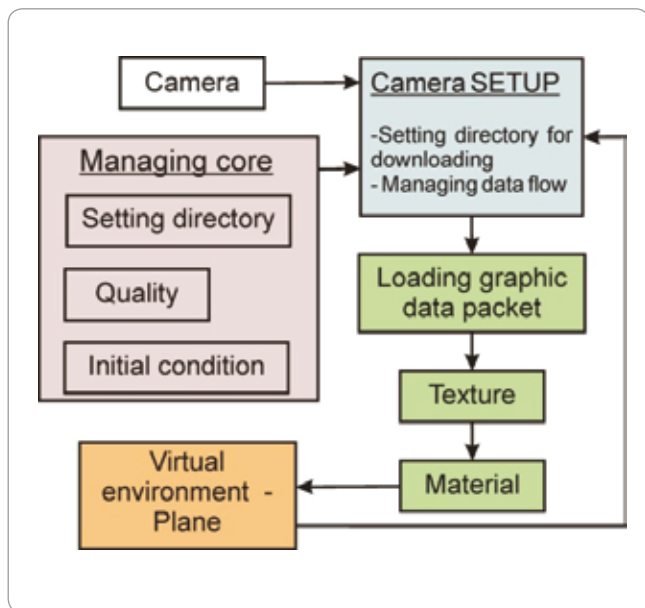 Camera
Camera SETUP
-Setting directory for
downloading
- Managing data flow
Managing core
Setting directory
Quality
Initial condition
Loading graphic
data packet
Texture
Material
Virtual
environment -
Plane